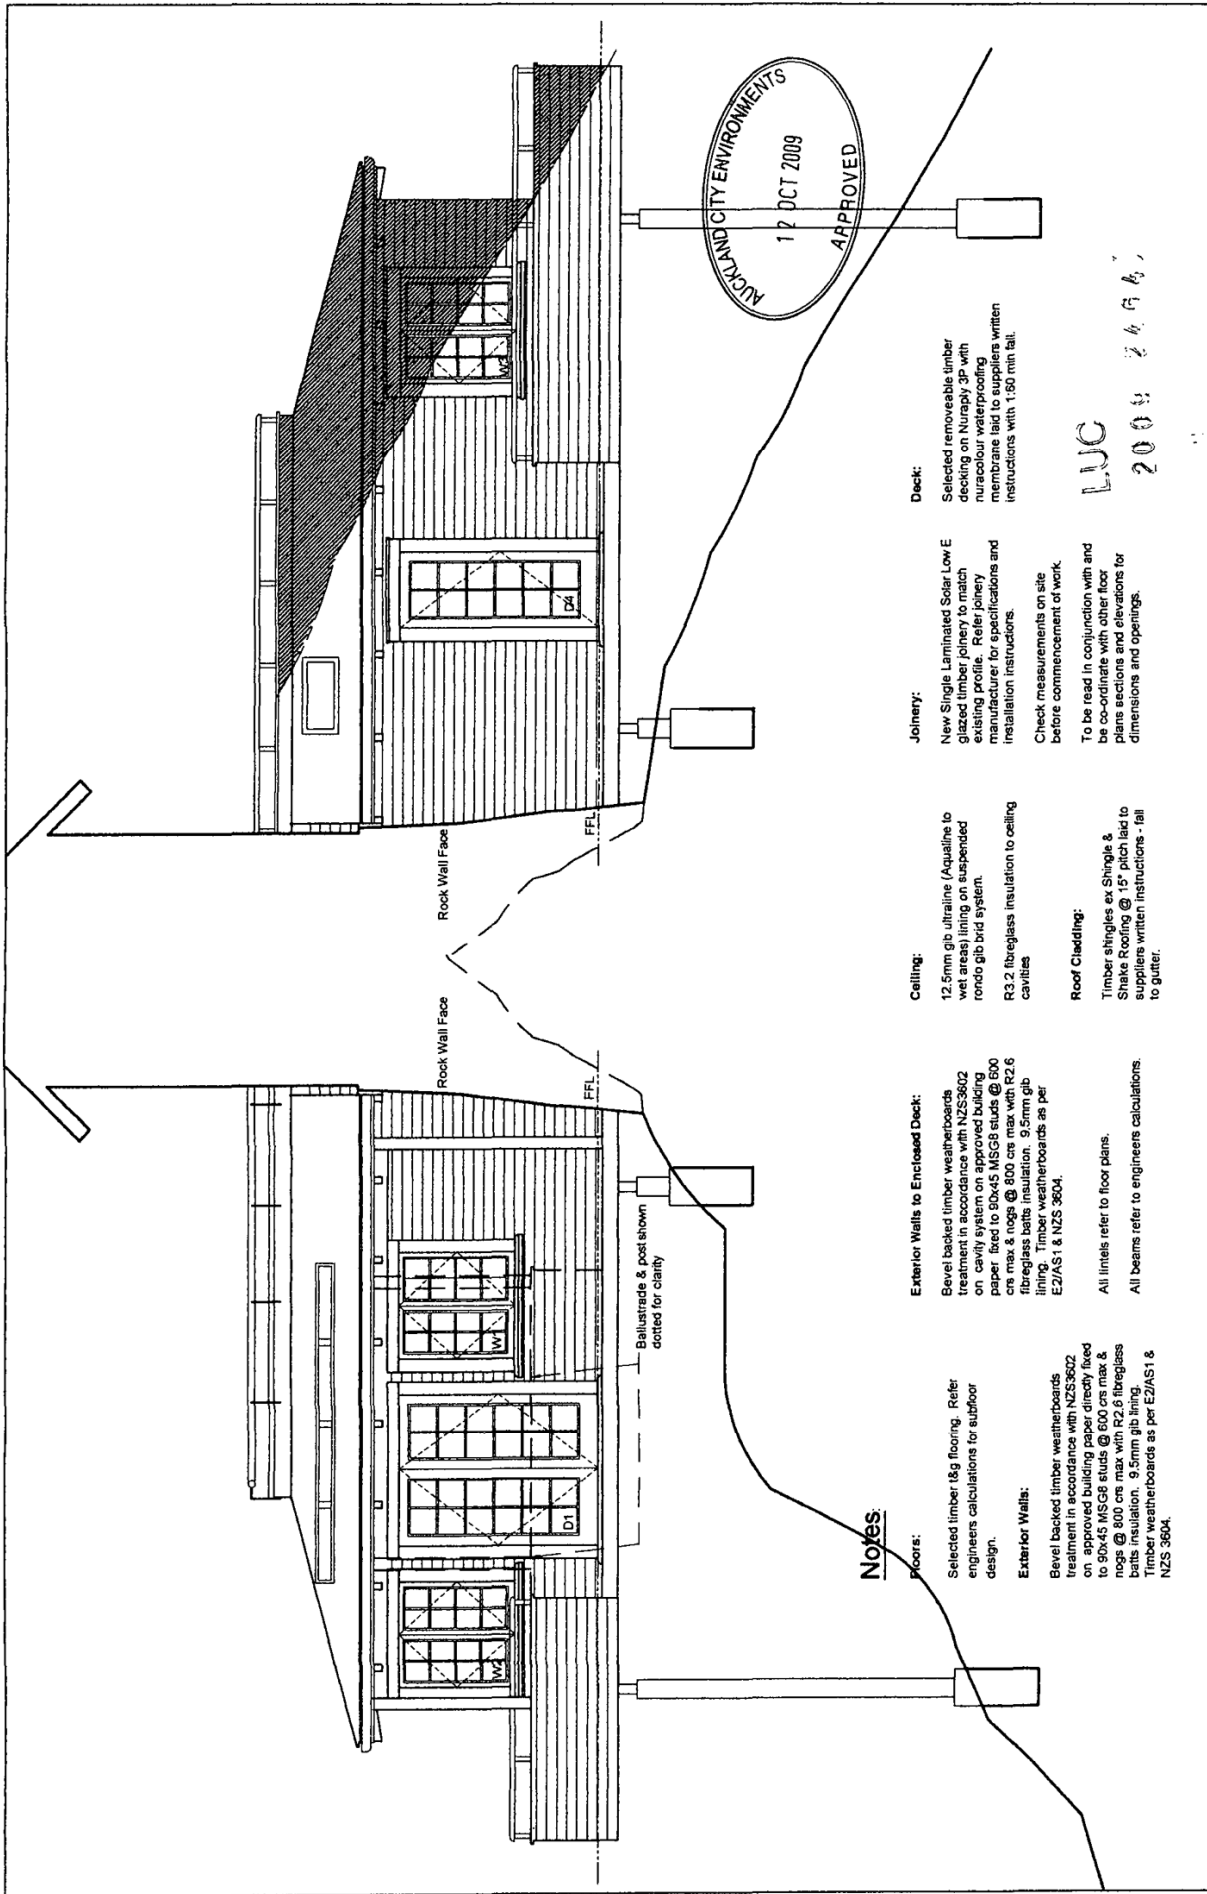 Rock Wall Face
Rock Wall Face
FFL
FFL
W2
D1
W1
D4
W3
Ballustrade & post shown
dotted for clarity
AUCKLAND CITY ENVIRONMENTS
12 OCT 2009
APPROVED
Notes:
Floors:
Selected timber t&g flooring. Refer
engineers calculations for subfloor
design.
Exterior Walls:
Bevel backed timber weatherboards
treatment in accordance with NZS3602
on approved building paper directly fixed
to 90x45 MSG8 studs @ 600 crs max &
nogs @ 800 crs max with R2.6 fibreglass
batts insulation. 9.5mm gib lining.
Timber weatherboards as per E2/AS1 &
NZS 3604.
Exterior Walls to Enclosed Deck:
Bevel backed timber weatherboards
treatment in accordance with NZS3602
on cavity system on approved building
paper fixed to 90x45 MSG8 studs @ 600
crs max & nogs @ 800 crs max with R2.6
fibreglass batts insulation. 9.5mm gib
lining. Timber weatherboards as per
E2/AS1 & NZS 3604.
All lintels refer to floor plans.
All beams refer to engineers calculations.
Ceiling:
12.5mm gib ultraline (Aqualine to
wet areas) lining on suspended
rondo gib brid system.
R3.2 fibreglass insulation to ceiling
cavities
Roof Cladding:
Timber shingles ex Shingle &
Shake Roofing @ 15° pitch laid to
suppliers written instructions - fall
to gutter.
Joinery:
New Single Laminated Solar Low E
glazed timber joinery to match
existing profile. Refer joinery
manufacturer for specifications and
installation instructions.
Check measurements on site
before commencement of work.
To be read in conjunction with and
be co-ordinate with other floor
plans sections and elevations for
dimensions and openings.
Deck:
Selected removeable timber
decking on Nuraply 3P with
nuracolour waterproofing
membrane laid to suppliers written
instructions with 1:60 min fall.
LUC